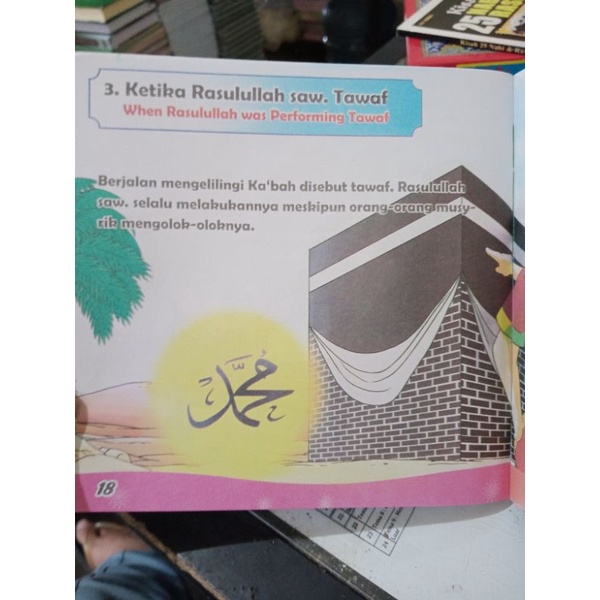 3. Ketika Rasulullah saw. Tawaf
When Rasulullah was Performing Tawaf
Berjalan mengelilingi Ka'bah disebut tawaf. Rasulullah
saw. selalu melakukannya meskipun orang-orang musy-
rik mengolok-oloknya.
محمد
18
25